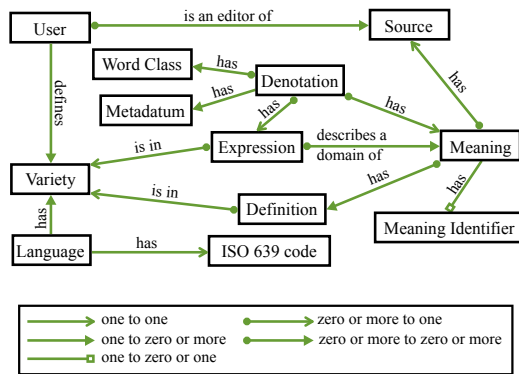 User
is an editor of
Source
Word Class
has
Denotation
has
Metadatum
has
has
has
defines
is in
Expression
describes a
domain of
Meaning
Variety
is in
has
has
Definition
has
Meaning Identifier
Language
has
ISO 639 code
one to one
zero or more to one
one to zero or more
zero or more to zero or more
one to zero or one